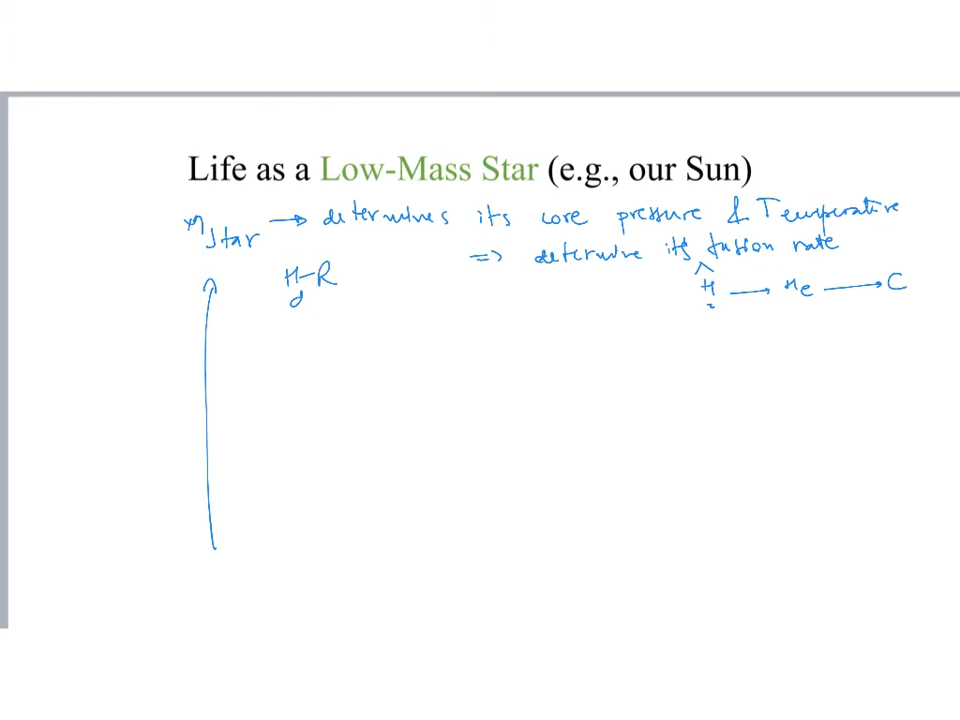 Life as a Low-Mass Star (e.g., our Sun)
M star → determines its core pressure & Temperature
⇒ determine its fusion rate
H → He → C
H-R
d